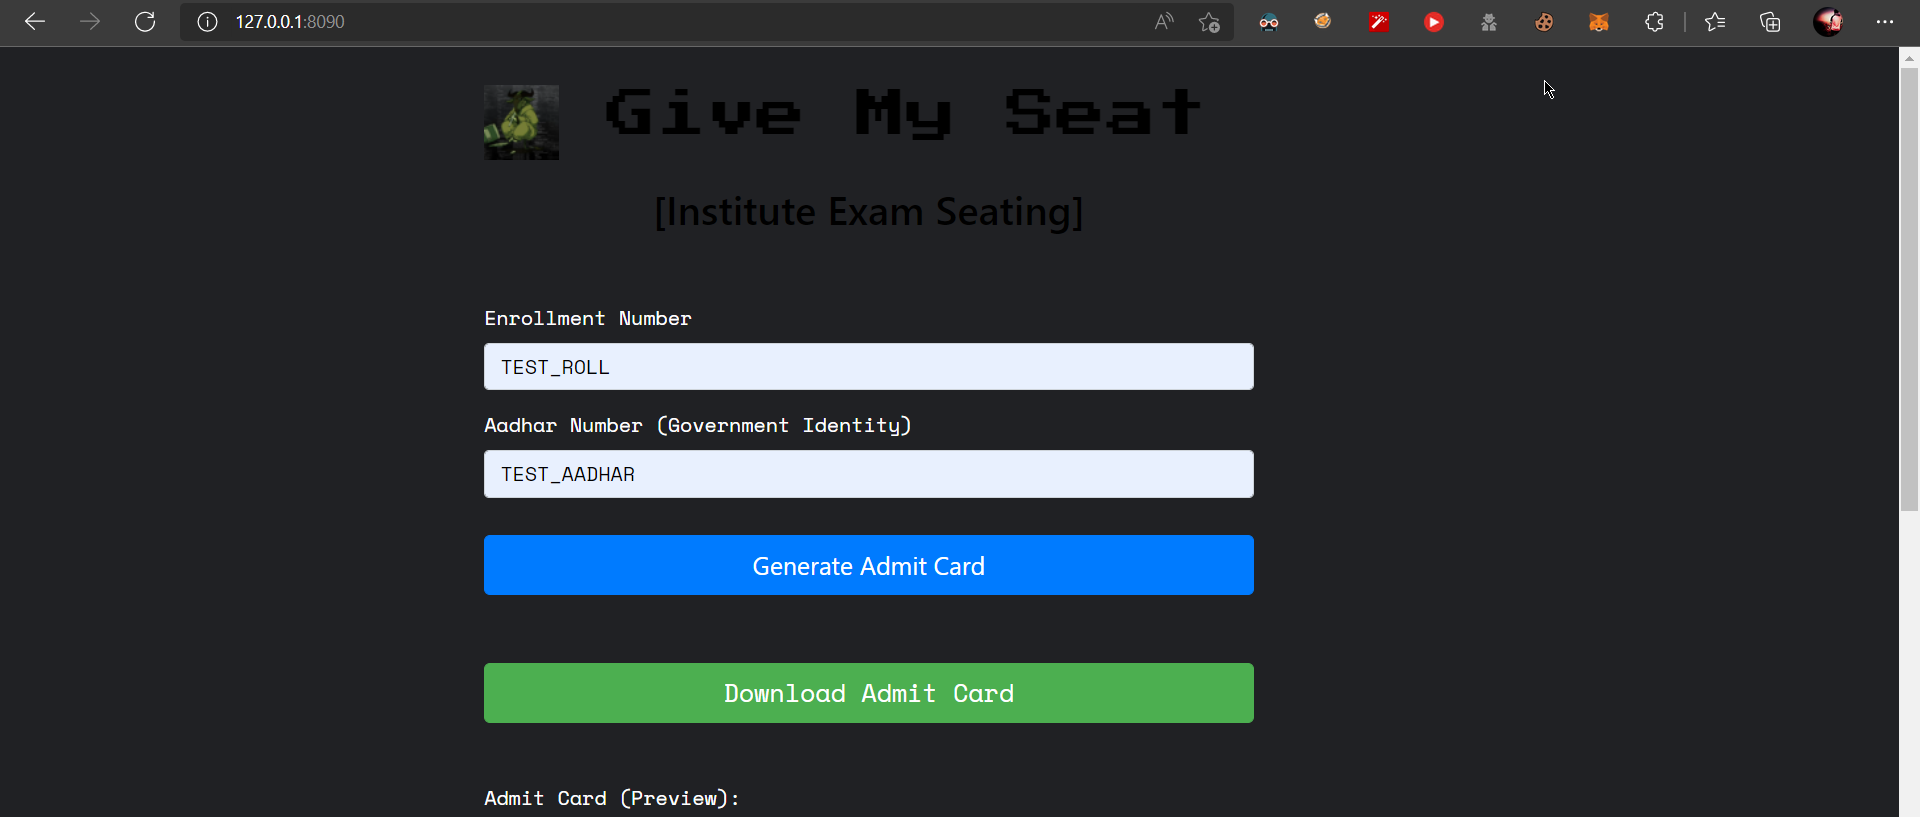 127.0.0.1:8090
Give My Seat
[Institute Exam Seating]
Enrollment Number
TEST_ROLL
Aadhar Number (Government Identity)
TEST_AADHAR
Generate Admit Card
Download Admit Card
Admit Card (Preview):